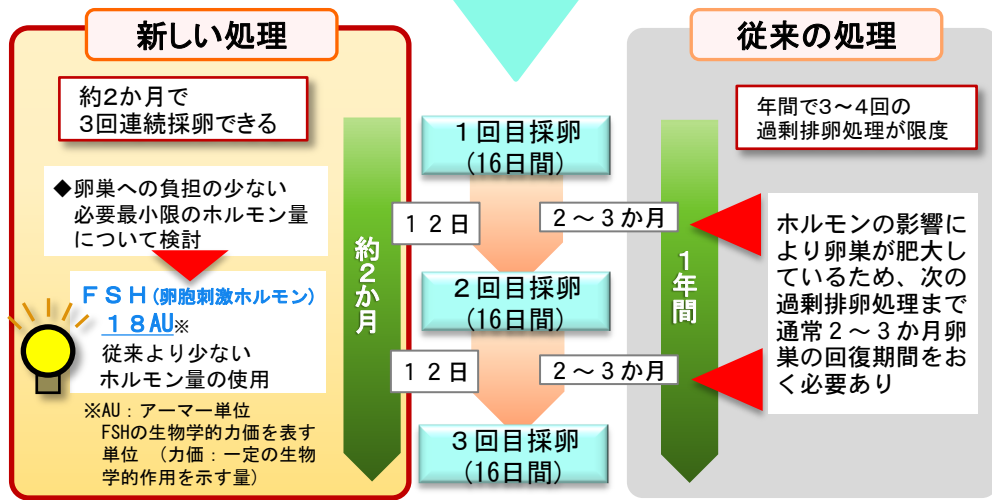 新しい処理
約2か月で
3回連続採卵できる
◆卵巣への負担の少ない
必要最小限のホルモン量
について検討
ＦＳＨ(卵胞刺激ホルモン)
１８AU※
従来より少ない
ホルモン量の使用
※AU：アーマー単位
FSHの生物学的力価を表す
単位 （力価：一定の生物
学的作用を示す量）
約2か月
１回目採卵
(16日間)
１２日
２～３か月
２回目採卵
(16日間)
１２日
２～３か月
３回目採卵
(16日間)
従来の処理
年間で3～4回の
過剰排卵処理が限度
１年間
ホルモンの影響に
より卵巣が肥大し
ているため、次の
過剰排卵処理まで
通常２～３か月卵
巣の回復期間をお
く必要あり